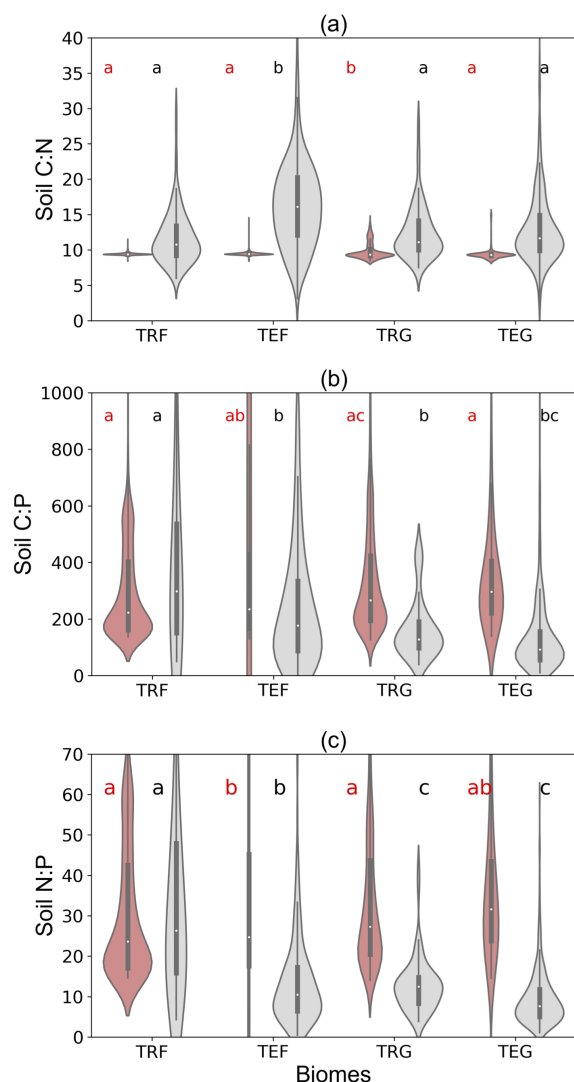 (a)
40
35
30
25
20
15
10
5
0
Soil C:N
a a a b b a a a
TRF TEF TRG TEG
(b)
1000
800
600
400
200
0
Soil C:P
a a ab b ac b a bc
TRF TEF TRG TEG
(c)
70
60
50
40
30
20
10
0
Soil N:P
a a b b a c ab c
TRF TEF TRG TEG
Biomes